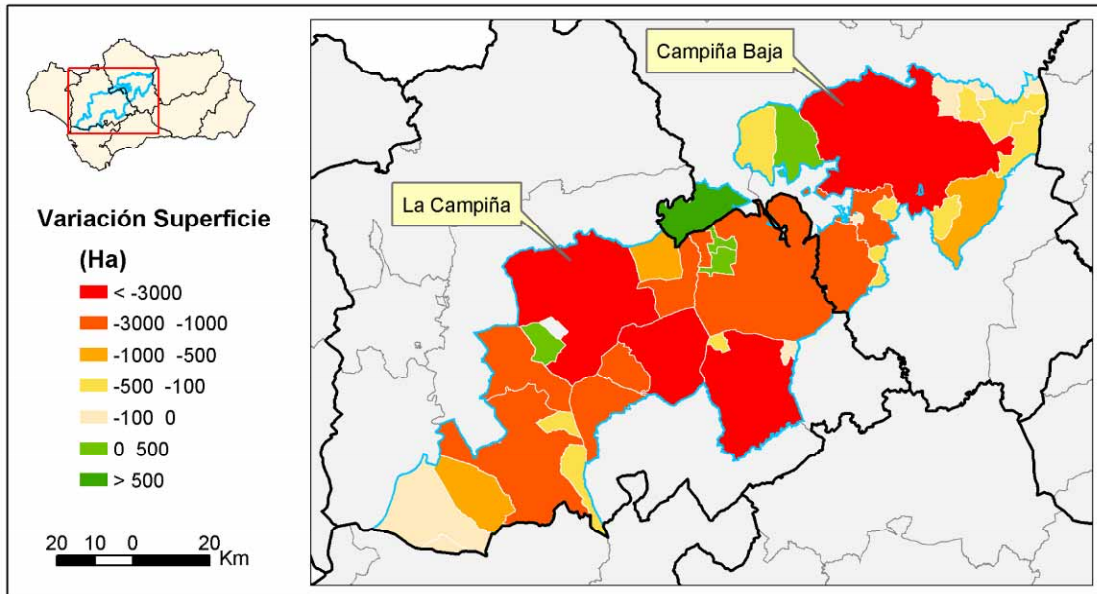 Campiña Baja
La Campiña
Variación Superficie
(Ha)
< -3000
-3000 -1000
-1000 -500
-500 -100
-100 0
0 500
> 500
20 10 0 20
Km